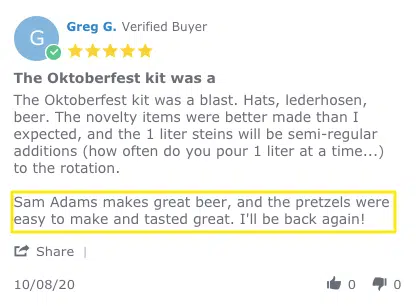 G
Greg G. Verified Buyer
The Oktoberfest kit was a
The Oktoberfest kit was a blast. Hats, lederhosen,
beer. The novelty items were better made than I
expected, and the 1 liter steins will be semi-regular
additions (how often do you pour 1 liter at a time...)
to the rotation.
Sam Adams makes great beer, and the pretzels were
easy to make and tasted great. I'll be back again!
Share |
10/08/20 0 0